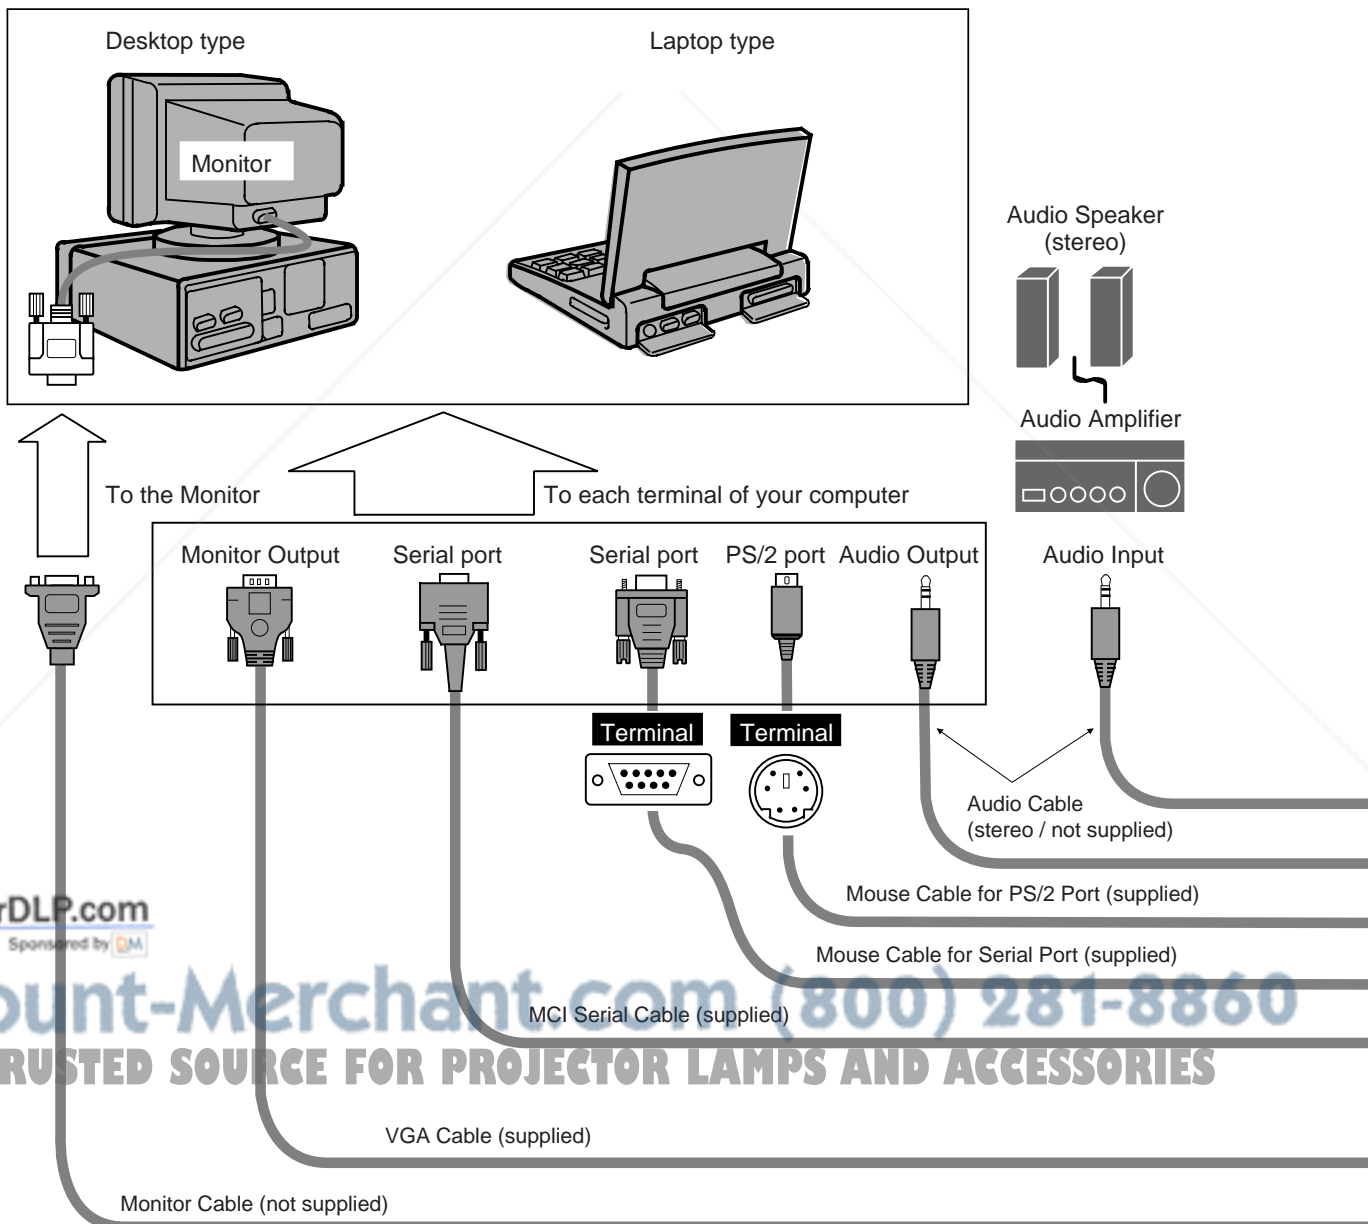 Desktop type
Laptop type
Monitor
Audio Speaker
(stereo)
Audio Amplifier
To the Monitor
To each terminal of your computer
Monitor Output
Serial port
Serial port
PS/2 port
Audio Output
Audio Input
Terminal
Terminal
Audio Cable
(stereo / not supplied)
Mouse Cable for PS/2 Port (supplied)
rDLP.com
Sponsored by DM
Mouse Cable for Serial Port (supplied)
ount-Merchant.com (800) 281-8860
MCI Serial Cable (supplied)
RUSTED SOURCE FOR PROJECTOR LAMPS AND ACCESSORIES
VGA Cable (supplied)
Monitor Cable (not supplied)